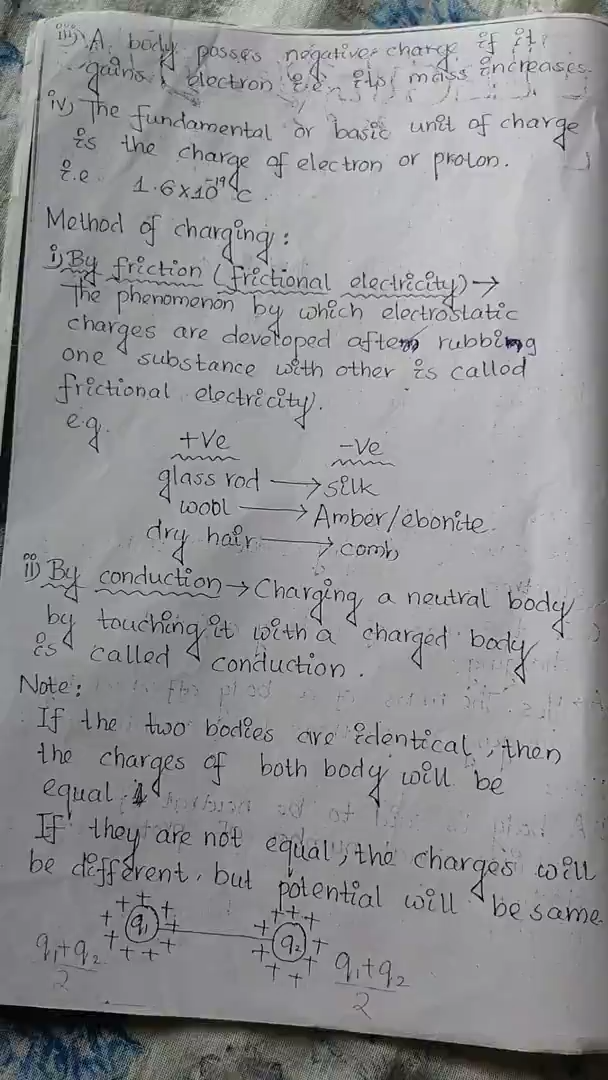 iii) A body posses negative charge if it
gains electron i.e. its mass increases.
iv) The fundamental or basic unit of charge
is the charge of electron or proton.
i.e 1.6×10⁻¹⁹C
Method of charging:
i) By friction (frictional electricity) →
The phenomenon by which electrostatic
charges are developed after rubbing
one substance with other is called
frictional electricity).
e.g.
+ve -ve
glass rod → silk
wool → Amber/ebonite
dry hair → comb
ii) By conduction → Charging a neutral body
by touching it with a charged body
is called conduction.
Note:
If the two bodies are identical, then
the charges of both body will be
equal.
If they are not equal, the charges will
be different, but potential will be same
q₁ q₂
q₁+q₂/2 q₁+q₂/2